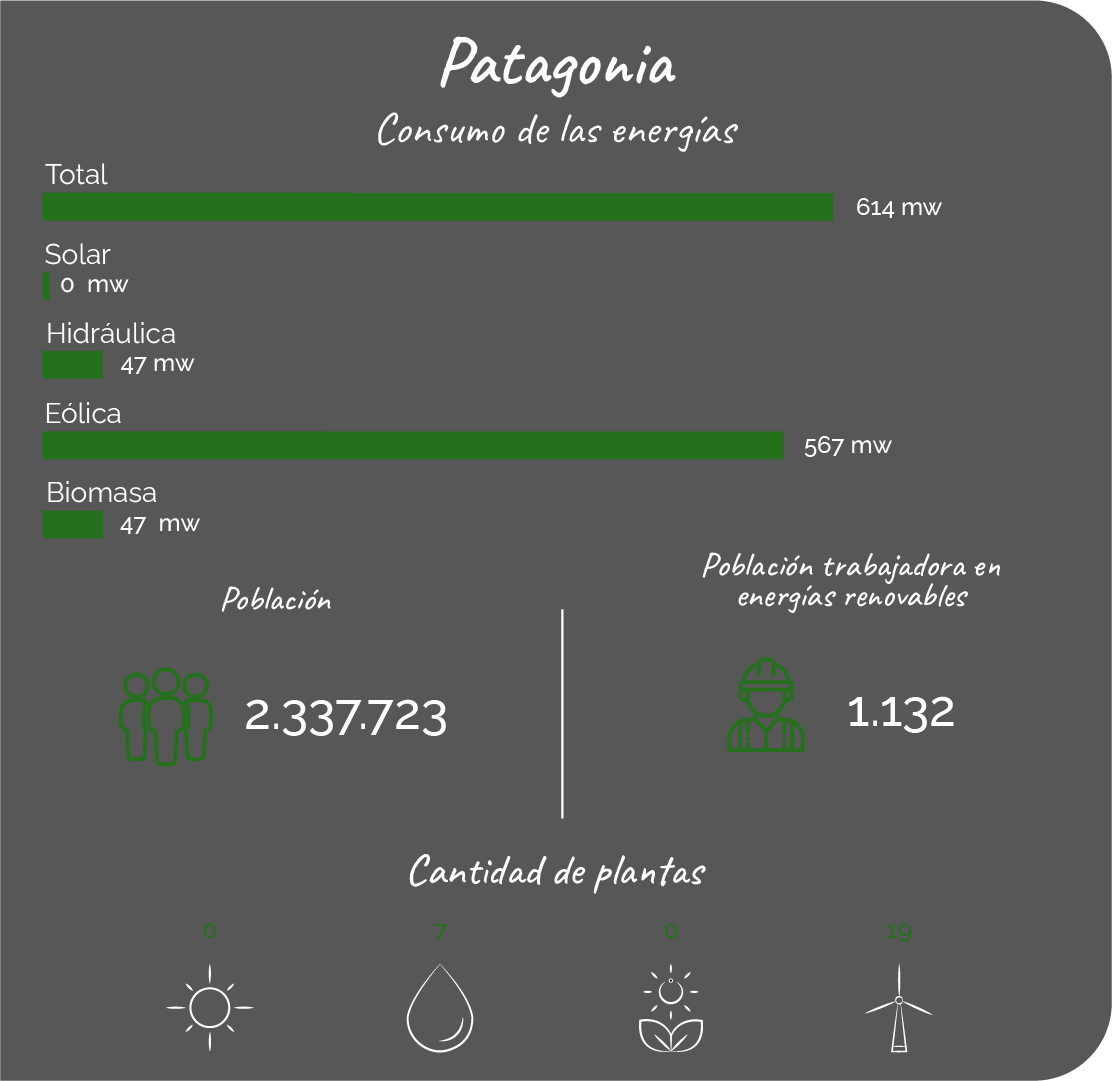 Patagonia
Consumo de las energías
Total
614 mw
Solar
0 mw
Hidráulica
47 mw
Eólica
567 mw
Biomasa
47 mw
Población
2.337.723
Población trabajadora en
energías renovables
1.132
Cantidad de plantas
0 7 0 19